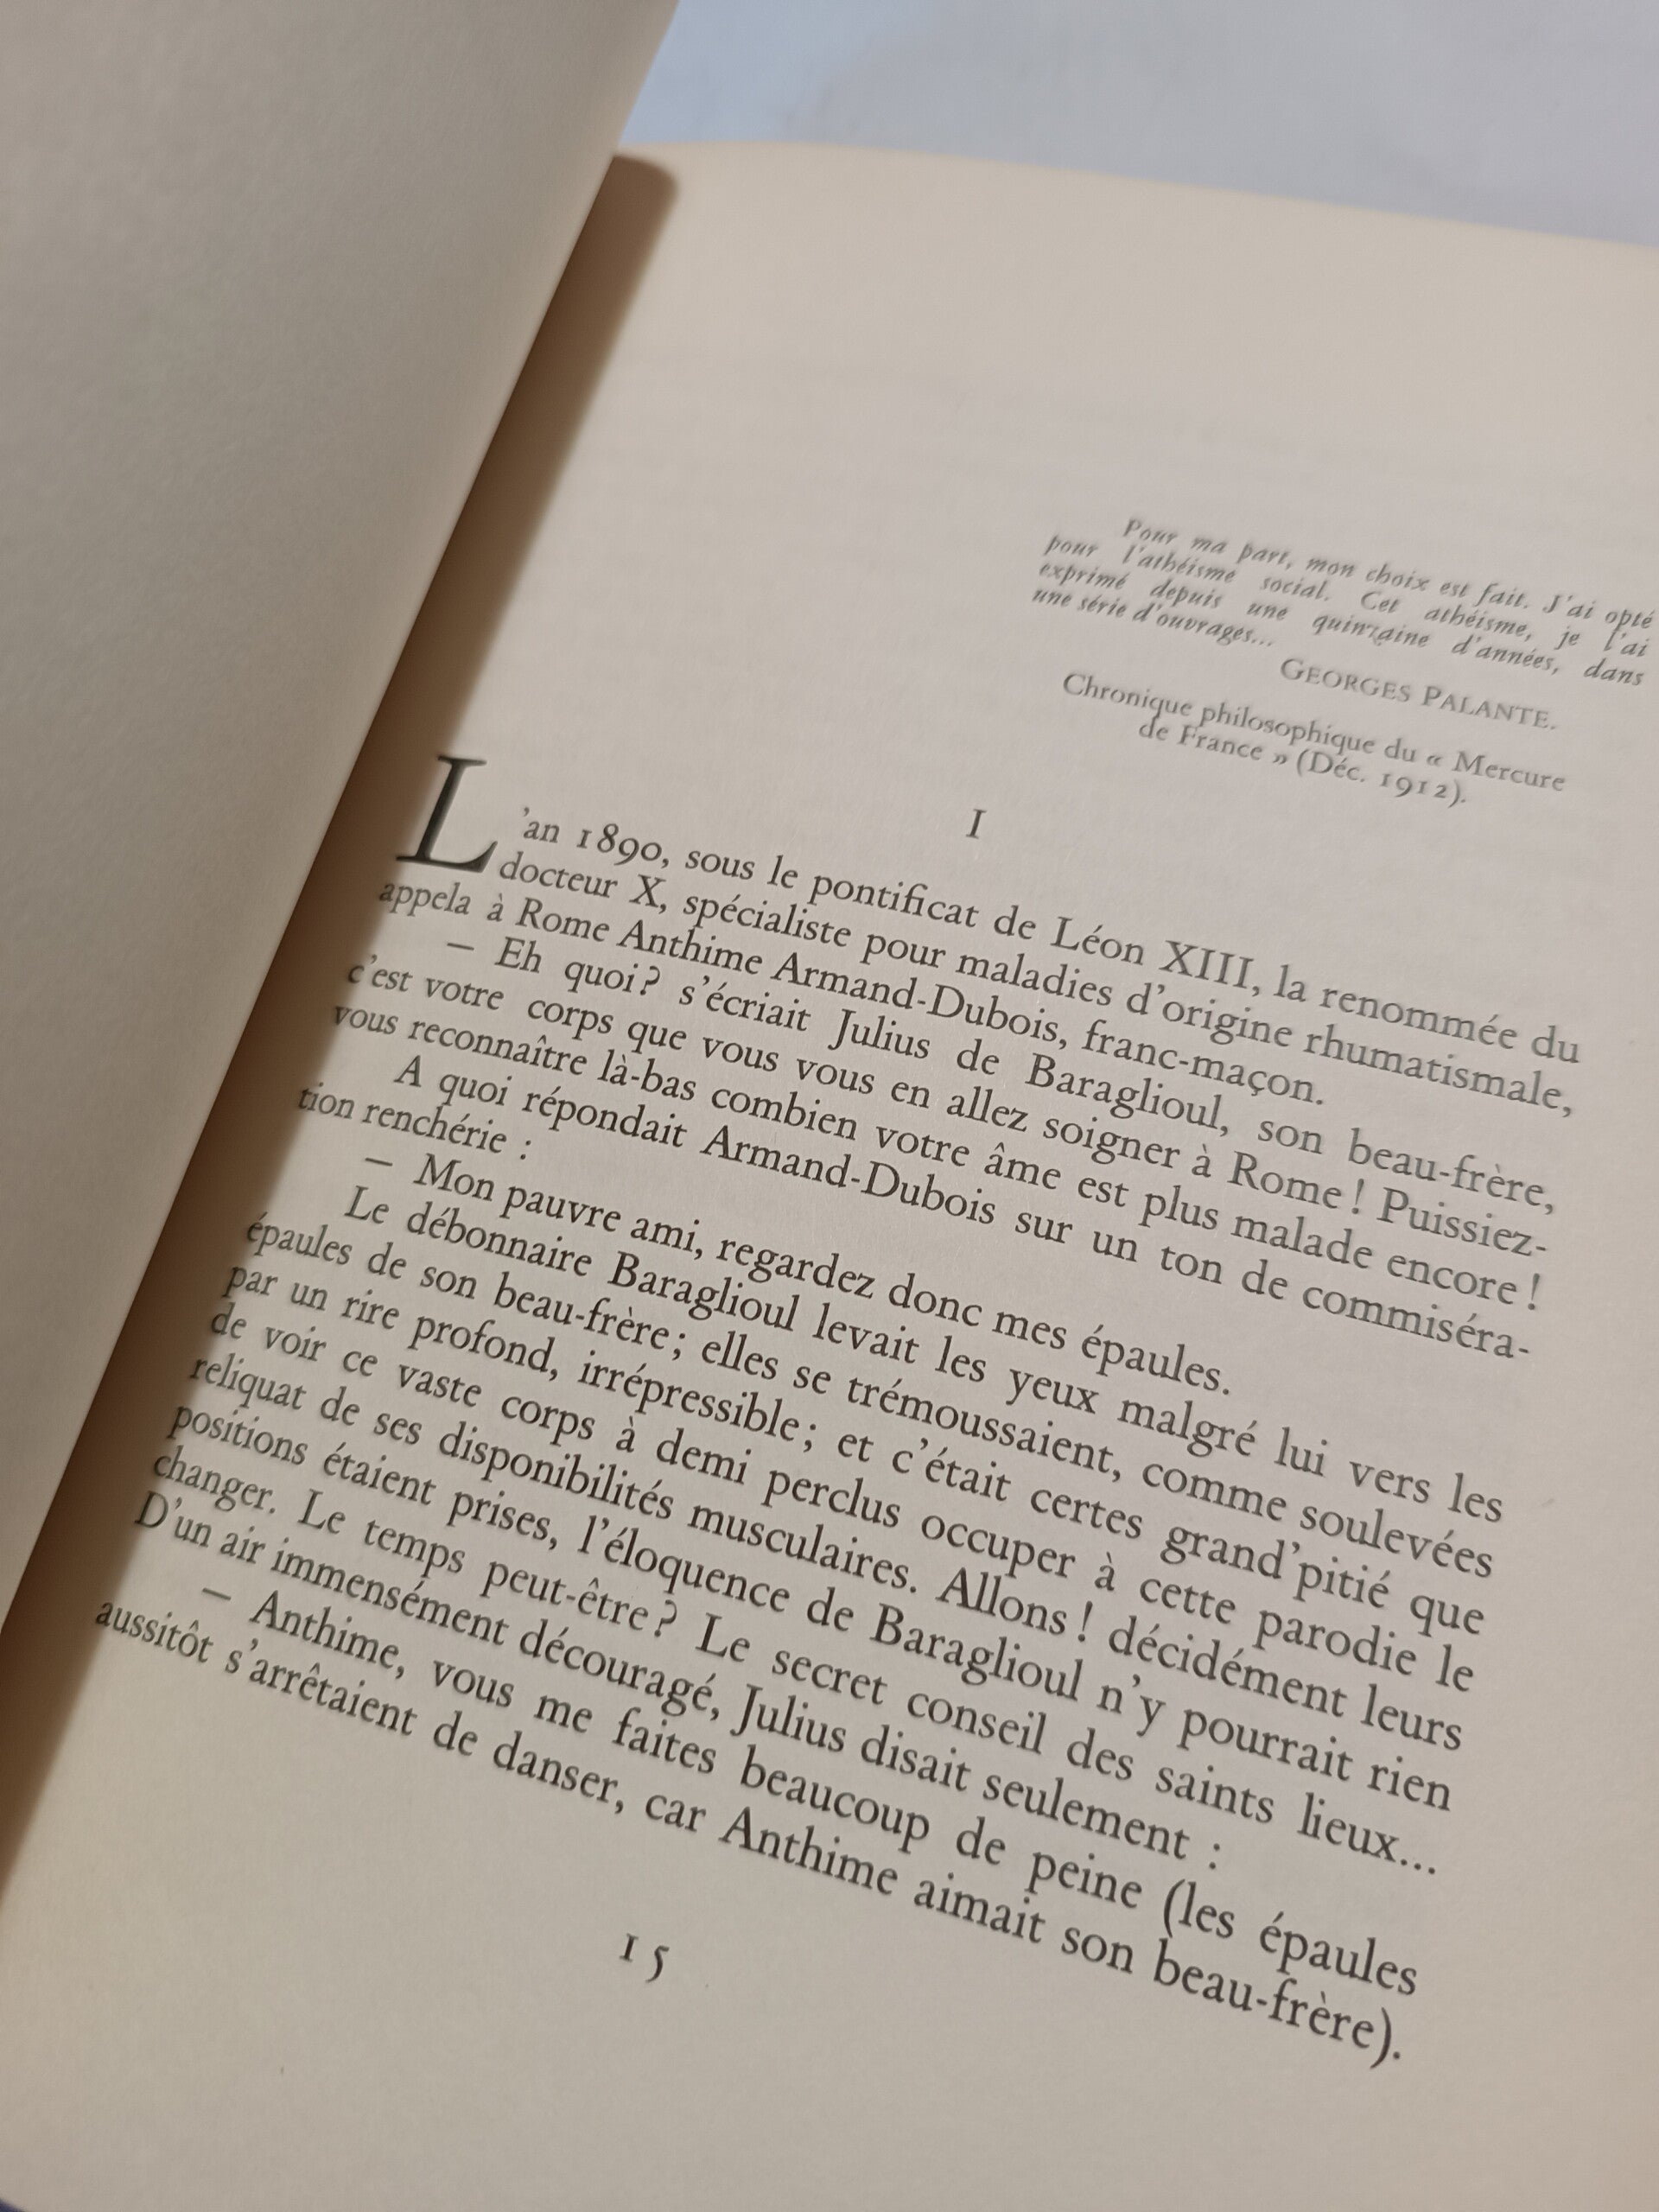 Pour ma part, mon choix est fait. J'ai opté
pour l'athéisme social. Cet athéisme, je l'ai
exprimé depuis une quinzaine d'années, dans
une série d'ouvrages...
GEORGES PALANTE.
Chronique philosophique du « Mercure
de France » (Déc. 1912).
I
L'an 1890, sous le pontificat de Léon XIII, la renommée du
docteur X, spécialiste pour maladies d'origine rhumatismale,
appela à Rome Anthime Armand-Dubois, franc-maçon.
— Eh quoi? s'écriait Julius de Baraglioul, son beau-frère,
c'est votre corps que vous vous en allez soigner à Rome! Puissiez-
vous reconnaître là-bas combien votre âme est plus malade encore!
A quoi répondait Armand-Dubois sur un ton de commiséra-
tion renchérie :
— Mon pauvre ami, regardez donc mes épaules.
Le débonnaire Baraglioul levait les yeux malgré lui vers les
épaules de son beau-frère; elles se trémoussaient, comme soulevées
par un rire profond, irrépressible; et c'était certes grand'pitié que
de voir ce vaste corps à demi perclus occuper à cette parodie le
reliquat de ses disponibilités musculaires. Allons! décidément leurs
positions étaient prises, l'éloquence de Baraglioul n'y pourrait rien
changer. Le temps peut-être? Le secret conseil des saints lieux...
D'un air immensément découragé, Julius disait seulement :
— Anthime, vous me faites beaucoup de peine (les épaules
aussitôt s'arrêtaient de danser, car Anthime aimait son beau-frère).
15